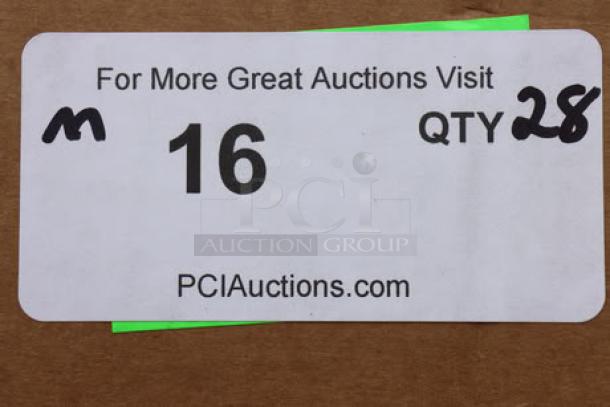 For More Great Auctions Visit
m 16 QTY 28
PCI
AUCTION GROUP
PCIAuctions.com